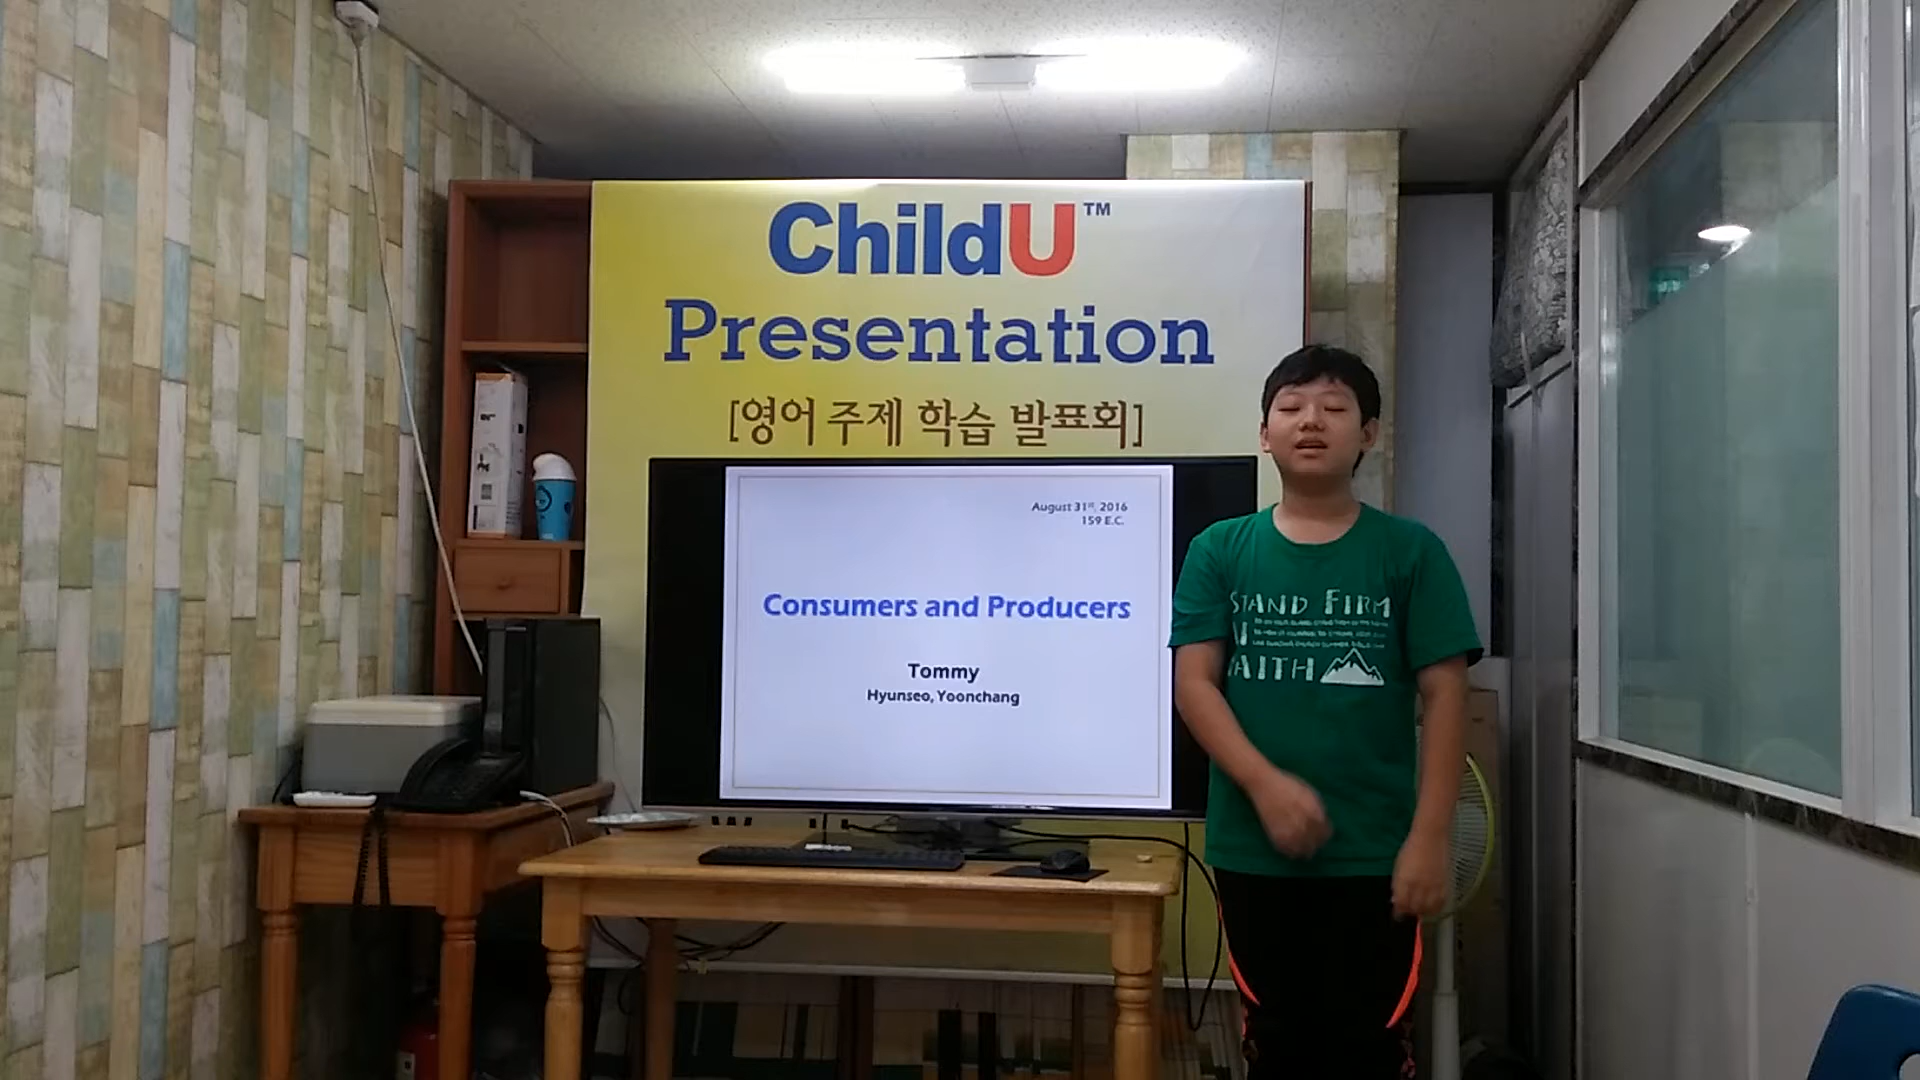 ChildU™
Presentation
[영어 주제 학습 발표회]
August 31st, 2016
159 E.C.
Consumers and Producers
Tommy
Hyunseo, Yoonchang
STAND FIRM
FAITH